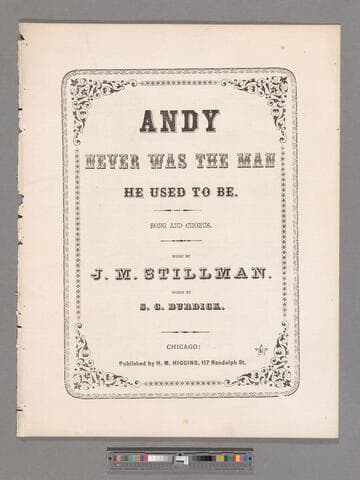 ANDY
NEVER WAS THE MAN
HE USED TO BE.
SONG AND CHORUS.
MUSIC BY
J. M. STILLMAN.
WORDS BY
S. C. BURDICK.
CHICAGO:
Published by H. M. HIGGINS, 117 Randolph St.